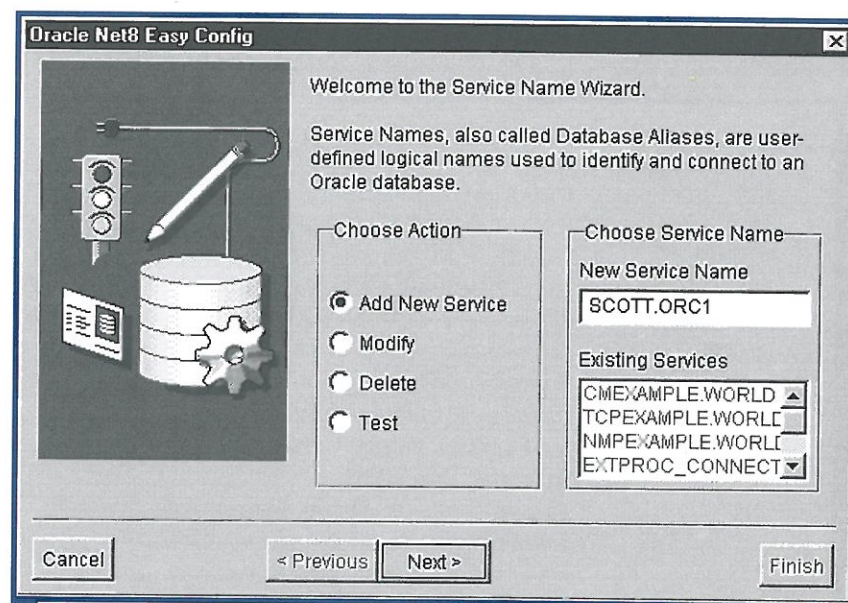 Oracle Net8 Easy Config
Welcome to the Service Name Wizard.
Service Names, also called Database Aliases, are user-
defined logical names used to identify and connect to an
Oracle database.
Choose Action
Add New Service
Modify
Delete
Test
Choose Service Name
New Service Name
SCOTT.ORC1
Existing Services
CMEXAMPLE.WORLD
TCPEXAMPLE.WORLD
NMPEXAMPLE.WORLD
EXTPROC_CONNECT
Cancel
< Previous
Next >
Finish